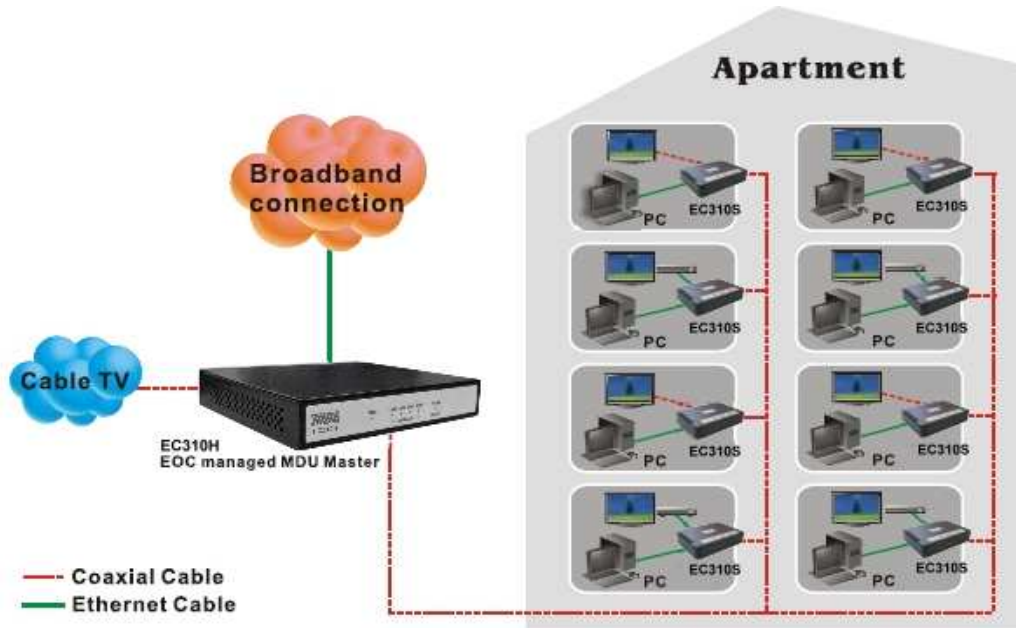 Apartment
Broadband
connection
Cable TV
EC310H
EOC managed MDU Master
PC
EC310S
PC
EC310S
PC
EC310S
PC
EC310S
PC
EC310S
PC
EC310S
PC
EC310S
PC
EC310S
Coaxial Cable
Ethernet Cable